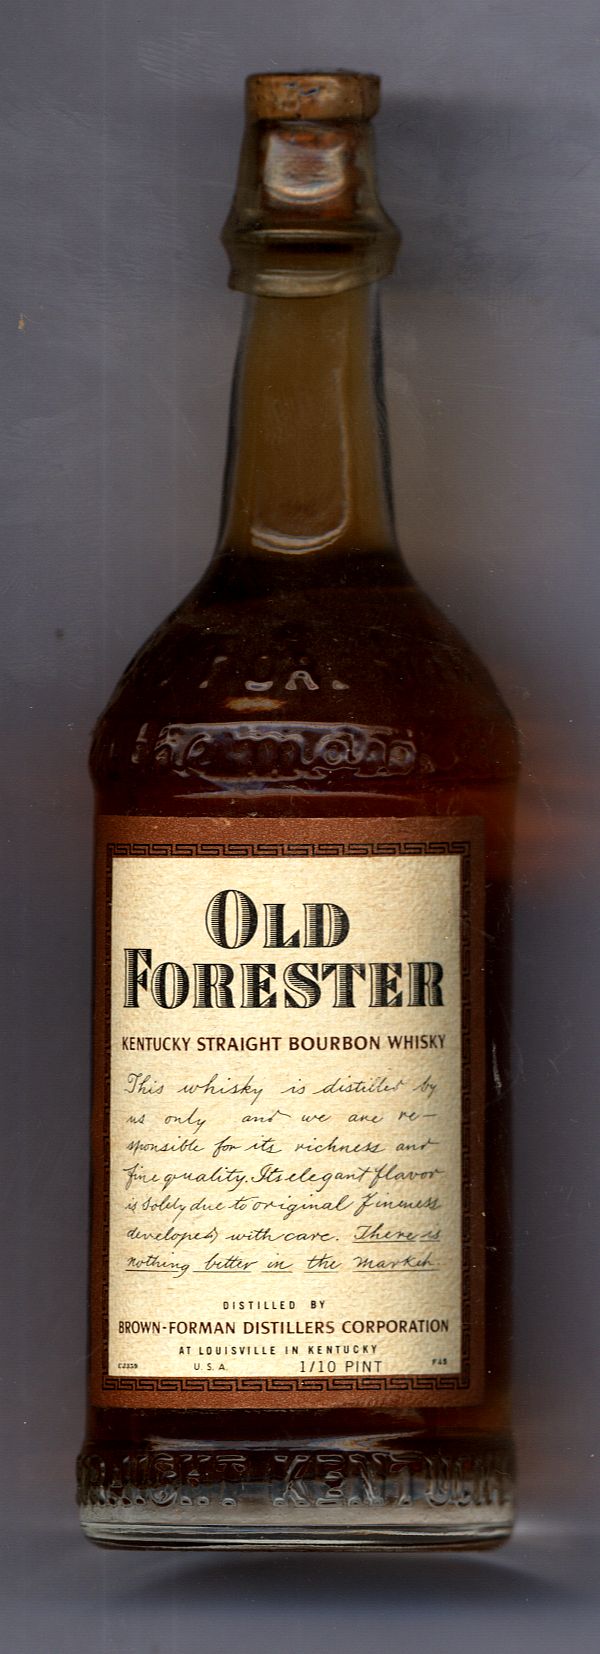 OLD
FORESTER
KENTUCKY STRAIGHT BOURBON WHISKY
This whisky is distilled by
us only and we are re-
sponsible for its richness and
fine quality. Its elegant flavor
is solely due to original fineness
developed with care. There is
nothing better in the market.
DISTILLED BY
BROWN-FORMAN DISTILLERS CORPORATION
AT LOUISVILLE IN KENTUCKY
U. S. A. 1/10 PINT
KENTUCK